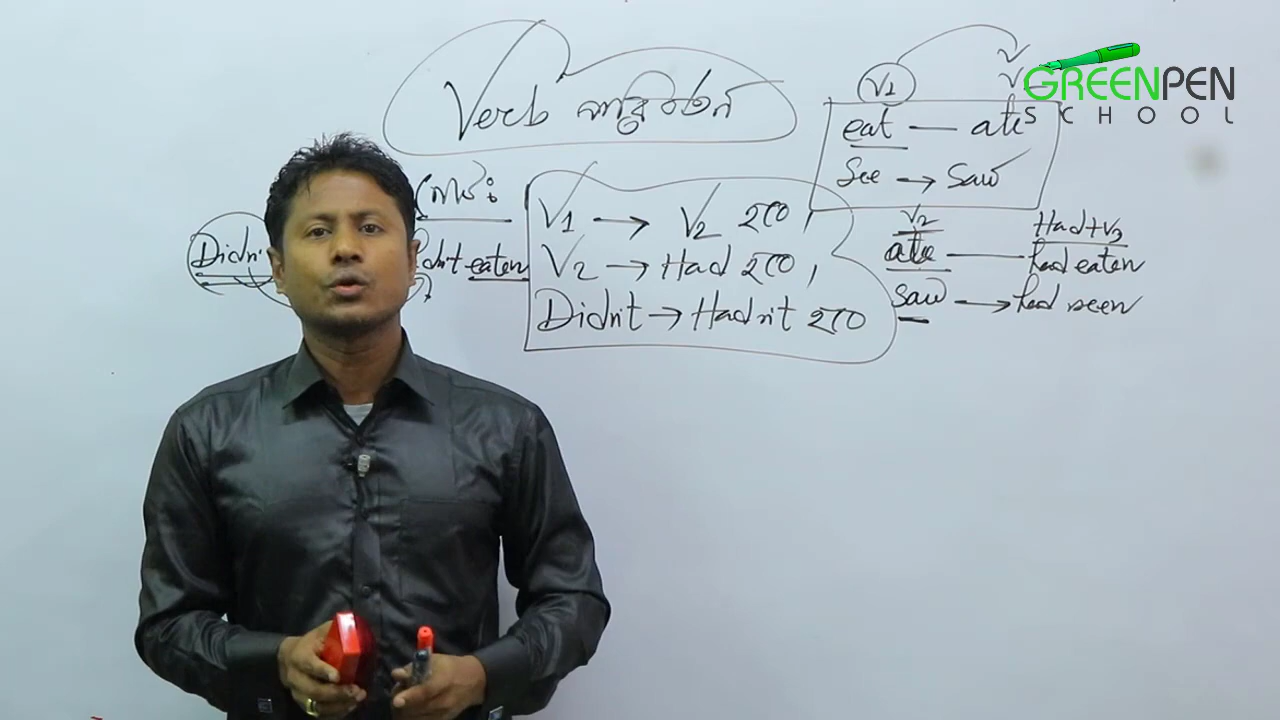 Verb পরিবর্তন
V1
GREENPEN
SCHOOL
eat — ate
See → Saw
V1 → V2 হবে,
V2 → Had হবে,
Didn't → Hadn't হবে
Didn't
eaten
V2
Had+V3
ate — had eaten
saw → had seen